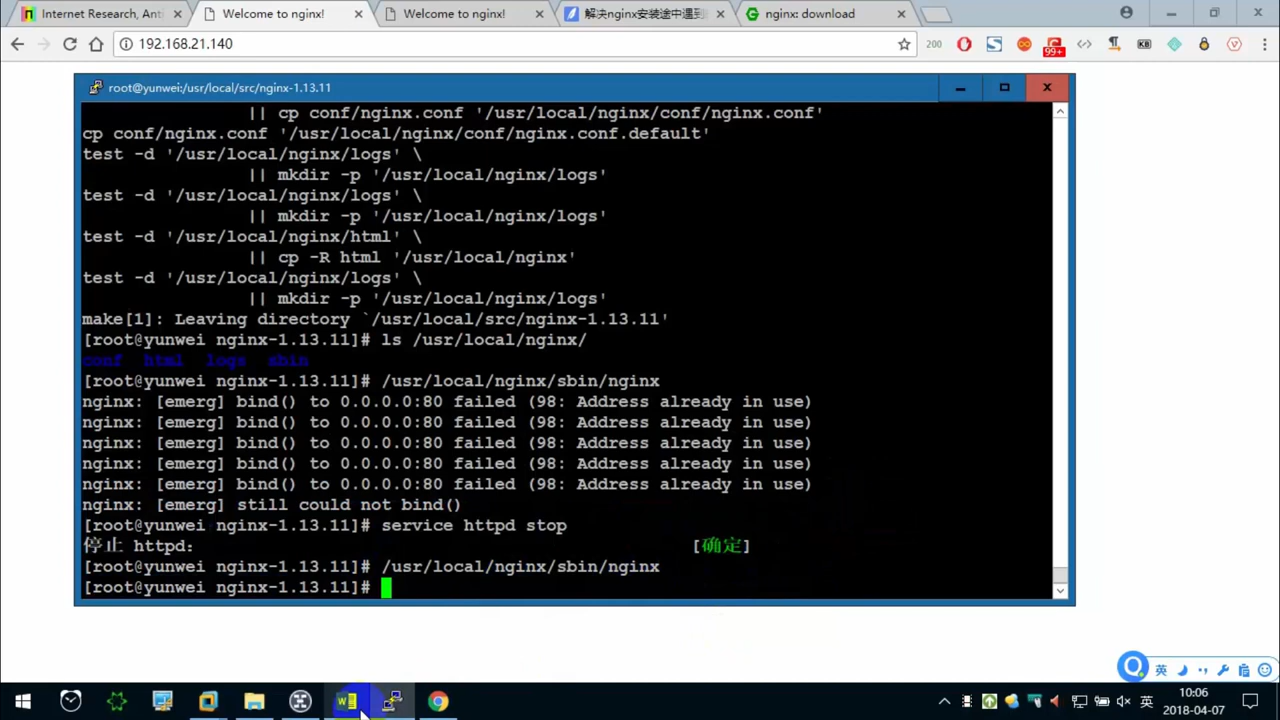 Internet Research, Anti
Welcome to nginx!
Welcome to nginx!
解决nginx安装途中遇到
nginx: download
192.168.21.140
200
99+
KB
root@yunwei:/usr/local/src/nginx-1.13.11
|| cp conf/nginx.conf '/usr/local/nginx/conf/nginx.conf'
cp conf/nginx.conf '/usr/local/nginx/conf/nginx.conf.default'
test -d '/usr/local/nginx/logs' \
|| mkdir -p '/usr/local/nginx/logs'
test -d '/usr/local/nginx/logs' \
|| mkdir -p '/usr/local/nginx/logs'
test -d '/usr/local/nginx/html' \
|| cp -R html '/usr/local/nginx'
test -d '/usr/local/nginx/logs' \
|| mkdir -p '/usr/local/nginx/logs'
make[1]: Leaving directory `/usr/local/src/nginx-1.13.11'
[root@yunwei nginx-1.13.11]# ls /usr/local/nginx/
conf html logs sbin
[root@yunwei nginx-1.13.11]# /usr/local/nginx/sbin/nginx
nginx: [emerg] bind() to 0.0.0.0:80 failed (98: Address already in use)
nginx: [emerg] bind() to 0.0.0.0:80 failed (98: Address already in use)
nginx: [emerg] bind() to 0.0.0.0:80 failed (98: Address already in use)
nginx: [emerg] bind() to 0.0.0.0:80 failed (98: Address already in use)
nginx: [emerg] bind() to 0.0.0.0:80 failed (98: Address already in use)
nginx: [emerg] still could not bind()
[root@yunwei nginx-1.13.11]# service httpd stop
停止 httpd: [确定]
[root@yunwei nginx-1.13.11]# /usr/local/nginx/sbin/nginx
[root@yunwei nginx-1.13.11]#
英
英
10:06
2018-04-07